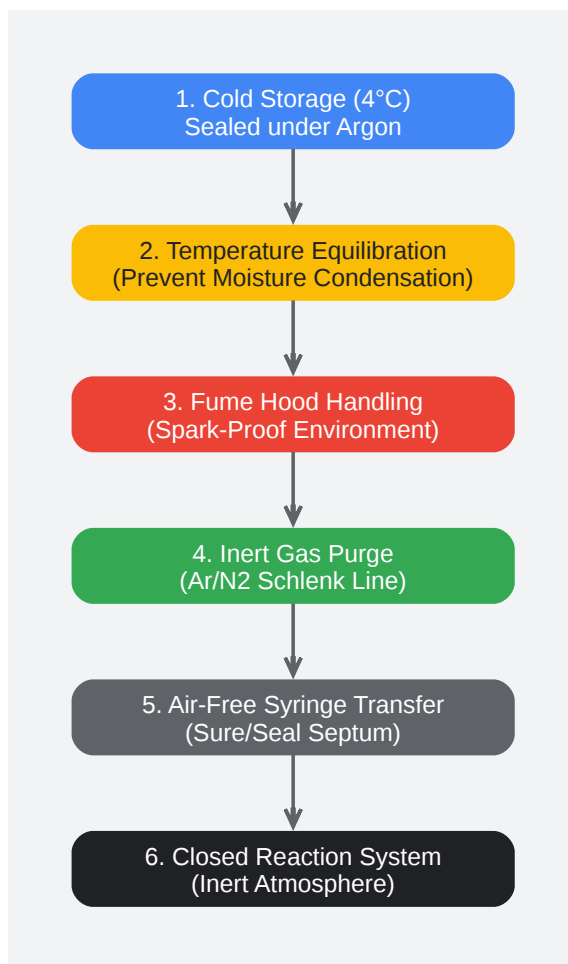 1. Cold Storage (4°C)
Sealed under Argon
2. Temperature Equilibration
(Prevent Moisture Condensation)
3. Fume Hood Handling
(Spark-Proof Environment)
4. Inert Gas Purge
(Ar/N2 Schlenk Line)
5. Air-Free Syringe Transfer
(Sure/Seal Septum)
6. Closed Reaction System
(Inert Atmosphere)